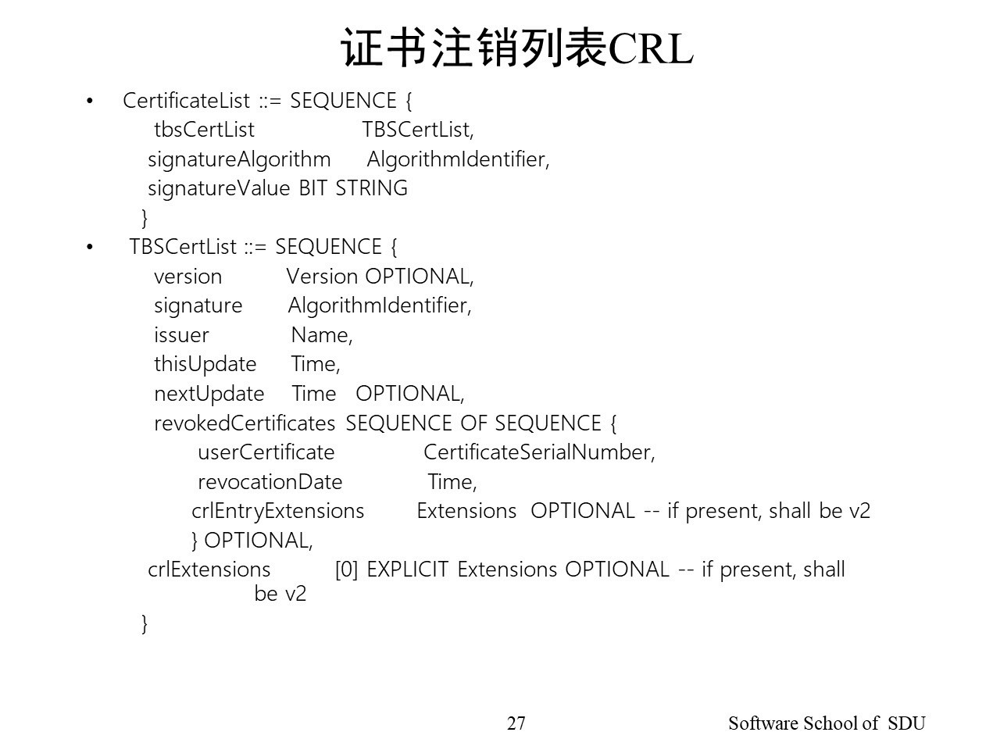 证书注销列表CRL
• CertificateList ::= SEQUENCE {
tbsCertList TBSCertList,
signatureAlgorithm AlgorithmIdentifier,
signatureValue BIT STRING
}
• TBSCertList ::= SEQUENCE {
version Version OPTIONAL,
signature AlgorithmIdentifier,
issuer Name,
thisUpdate Time,
nextUpdate Time OPTIONAL,
revokedCertificates SEQUENCE OF SEQUENCE {
userCertificate CertificateSerialNumber,
revocationDate Time,
crlEntryExtensions Extensions OPTIONAL -- if present, shall be v2
} OPTIONAL,
crlExtensions [0] EXPLICIT Extensions OPTIONAL -- if present, shall
be v2
}
27
Software School of SDU